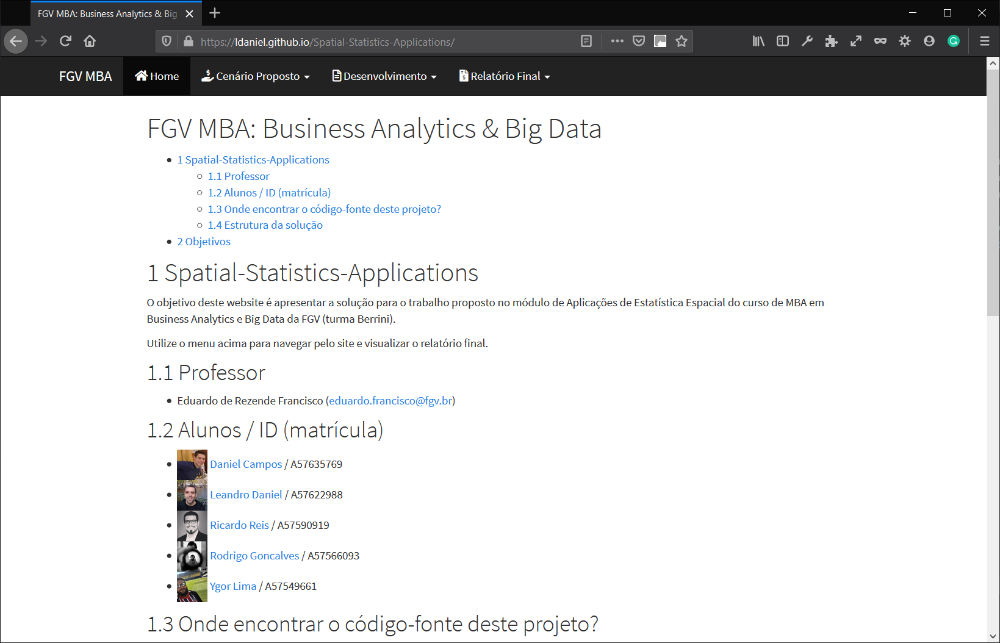 FGV MBA: Business Analytics & Big
https://ldaniel.github.io/Spatial-Statistics-Applications/
FGV MBA Home Cenário Proposto Desenvolvimento Relatório Final
FGV MBA: Business Analytics & Big Data
1 Spatial-Statistics-Applications
1.1 Professor
1.2 Alunos / ID (matrícula)
1.3 Onde encontrar o código-fonte deste projeto?
1.4 Estrutura da solução
2 Objetivos
1 Spatial-Statistics-Applications
O objetivo deste website é apresentar a solução para o trabalho proposto no módulo de Aplicações de Estatística Espacial do curso de MBA em
Business Analytics e Big Data da FGV (turma Berrini).
Utilize o menu acima para navegar pelo site e visualizar o relatório final.
1.1 Professor
Eduardo de Rezende Francisco (eduardo.francisco@fgv.br)
1.2 Alunos / ID (matrícula)
Daniel Campos / A57635769
Leandro Daniel / A57622988
Ricardo Reis / A57590919
Rodrigo Goncalves / A57566093
Ygor Lima / A57549661
1.3 Onde encontrar o código-fonte deste projeto?